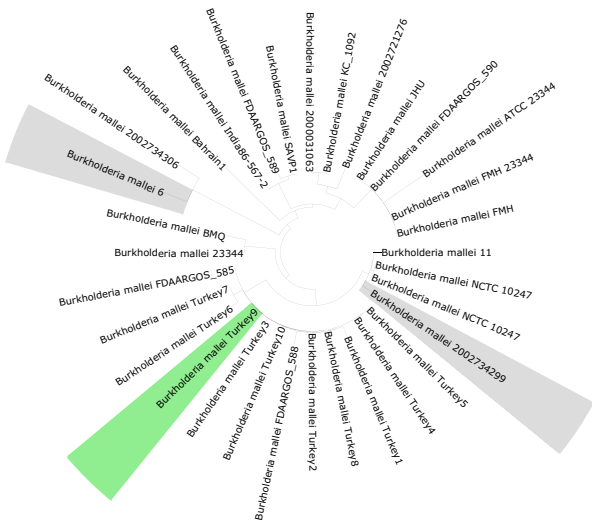 Burkholderia mallei 2000031063
Burkholderia mallei KC_1092
Burkholderia mallei 2002721276
Burkholderia mallei JHU
Burkholderia mallei FDAARGOS_590
Burkholderia mallei ATCC 23344
Burkholderia mallei FMH 23344
Burkholderia mallei FMH
Burkholderia mallei 11
Burkholderia mallei NCTC 10247
Burkholderia mallei NCTC 10247
Burkholderia mallei 2002734299
Burkholderia mallei Turkey5
Burkholderia mallei Turkey4
Burkholderia mallei Turkey1
Burkholderia mallei Turkey8
Burkholderia mallei Turkey2
Burkholderia mallei FDAARGOS_588
Burkholderia mallei Turkey10
Burkholderia mallei Turkey3
Burkholderia mallei Turkey9
Burkholderia mallei Turkey6
Burkholderia mallei Turkey7
Burkholderia mallei FDAARGOS_585
Burkholderia mallei 23344
Burkholderia mallei BMQ
Burkholderia mallei 6
Burkholderia mallei 2002734306
Burkholderia mallei Bahrain1
Burkholderia mallei India86-567-2
Burkholderia mallei FDAARGOS_589
Burkholderia mallei SAVP1